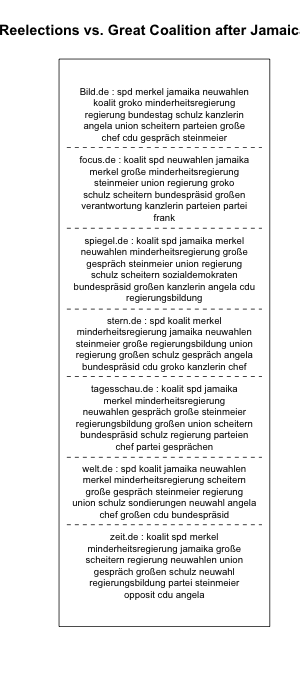 Reelections vs. Great Coalition after Jamaic
Bild.de : spd merkel jamaika neuwahlen
koalit groko minderheitsregierung
regierung bundestag schulz kanzlerin
angela union scheitern parteien große
chef cdu gespräch steinmeier
focus.de : koalit spd neuwahlen jamaika
merkel große minderheitsregierung
steinmeier union regierung groko
schulz scheitern bundespräsid großen
verantwortung kanzlerin parteien partei
frank
spiegel.de : koalit spd jamaika merkel
neuwahlen minderheitsregierung große
gespräch steinmeier union regierung
schulz scheitern sozialdemokraten
bundespräsid großen kanzlerin angela cdu
regierungsbildung
stern.de : spd koalit merkel
minderheitsregierung jamaika neuwahlen
steinmeier große regierungsbildung union
regierung großen schulz gespräch angela
bundespräsid cdu groko kanzlerin chef
tagesschau.de : koalit spd jamaika
merkel minderheitsregierung
neuwahlen gespräch große steinmeier
regierungsbildung großen union scheitern
bundespräsid schulz regierung parteien
chef partei gesprächen
welt.de : spd koalit jamaika neuwahlen
merkel minderheitsregierung scheitern
große gespräch steinmeier regierung
union schulz sondierungen neuwahl angela
chef großen cdu bundespräsid
zeit.de : koalit spd merkel
minderheitsregierung jamaika große
scheitern regierung neuwahlen union
gespräch großen schulz neuwahl
regierungsbildung partei steinmeier
opposit cdu angela